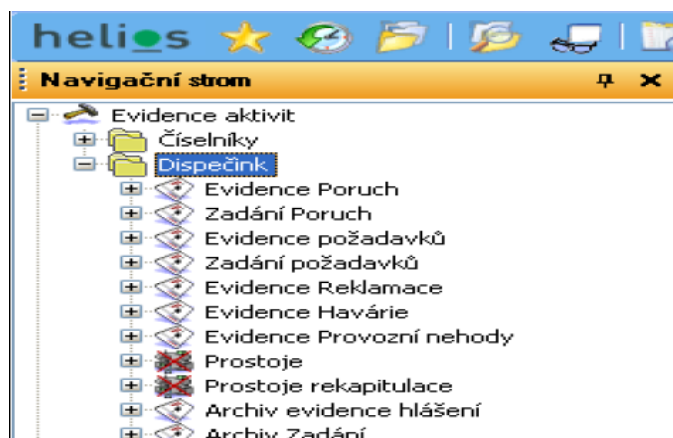 helios
Navigační strom
Evidence aktivit
Číselníky
Dispečink
Evidence Poruch
Zadání Poruch
Evidence požadavků
Zadání požadavků
Evidence Reklamace
Evidence Havárie
Evidence Provozní nehody
Prostoje
Prostoje rekapitulace
Archiv evidence hlášení
Archiv Zadání